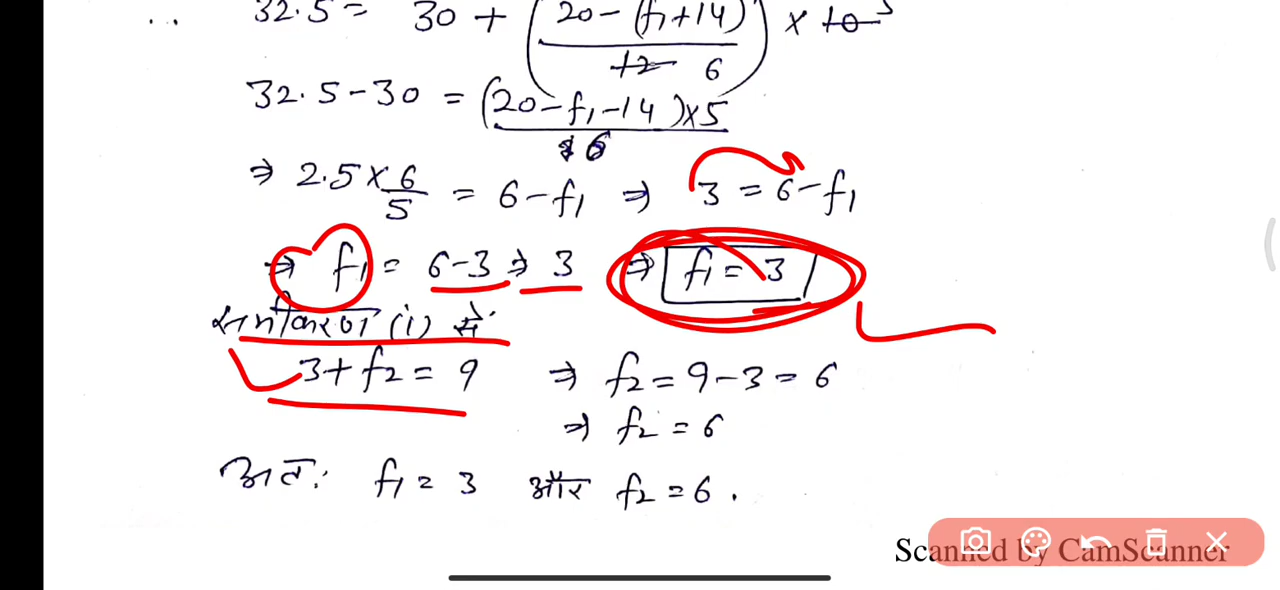 ∴ 32.5 = 30 + (20 - (f₁+14) / 12 6) × 10 5
32.5 - 30 = (20 - f₁ - 14) × 5 / 6
⇒ 2.5 × 6/5 = 6 - f₁ ⇒ 3 = 6 - f₁
⇒ f₁ = 6 - 3 ⇒ 3 ⇒ f₁ = 3
समीकरण (i) से
3 + f₂ = 9 ⇒ f₂ = 9 - 3 = 6
⇒ f₂ = 6
अतः f₁ = 3 और f₂ = 6 .
Scanned by CamScanner